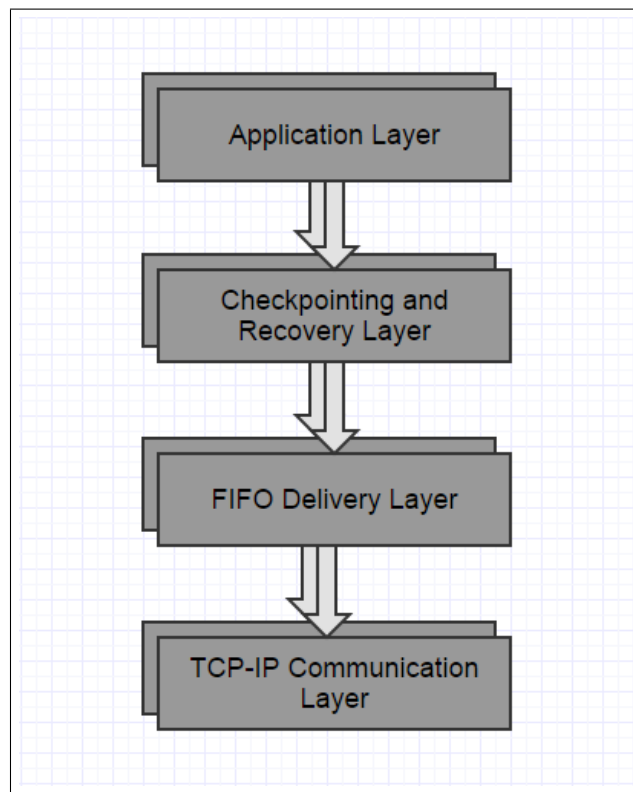 Application Layer
Checkpointing and
Recovery Layer
FIFO Delivery Layer
TCP-IP Communication
Layer